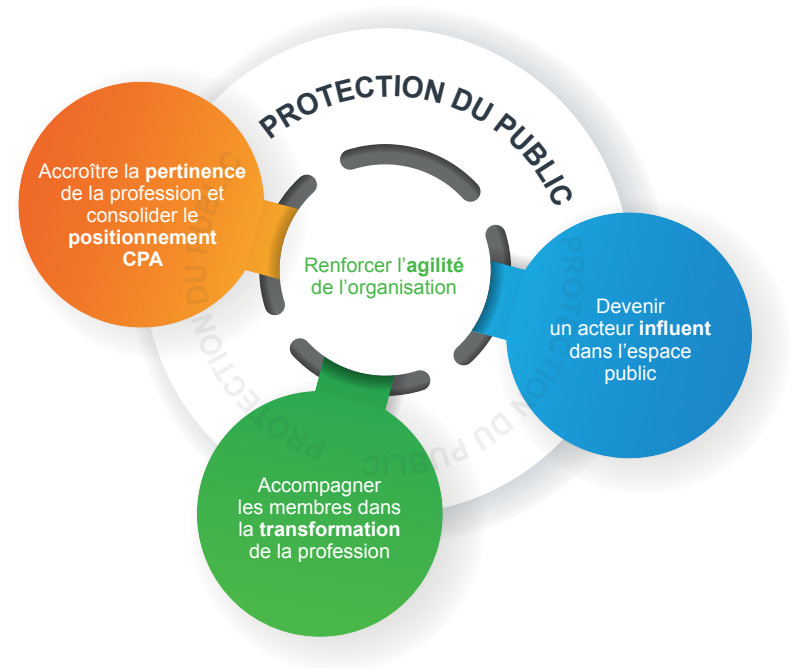 PROTECTION DU PUBLIC
Accroître la pertinence
de la profession et
consolider le
positionnement
CPA
Renforcer l’agilité
de l’organisation
Devenir
un acteur influent
dans l’espace
public
Accompagner
les membres dans
la transformation
de la profession
PROTECTION DU PUBLIC
PROTECTION DU PUBLIC